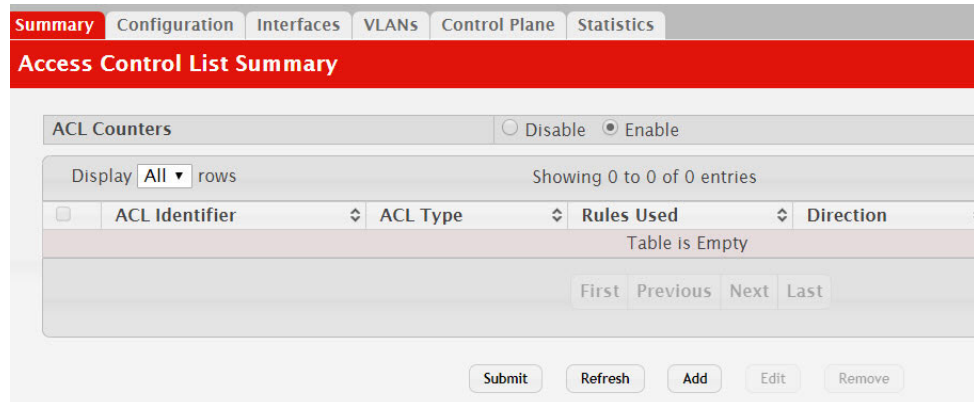 Summary Configuration Interfaces VLANs Control Plane Statistics
Access Control List Summary
ACL Counters Disable Enable
Display All rows Showing 0 to 0 of 0 entries
ACL Identifier ACL Type Rules Used Direction
Table is Empty
First Previous Next Last
Submit Refresh Add Edit Remove